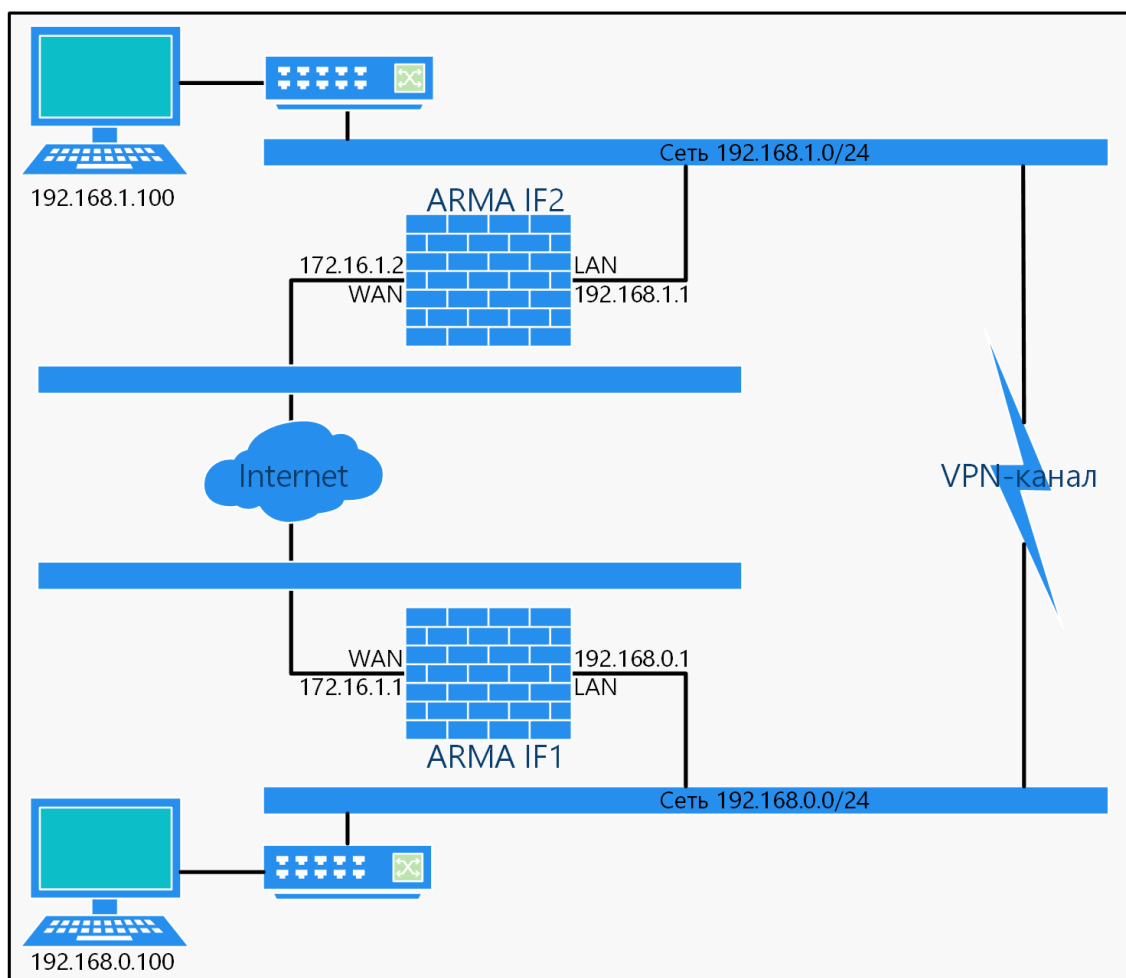 Сеть 192.168.1.0/24
192.168.1.100
ARMA IF2
172.16.1.2
WAN
LAN
192.168.1.1
Internet
VPN-канал
WAN
172.16.1.1
192.168.0.1
LAN
ARMA IF1
Сеть 192.168.0.0/24
192.168.0.100